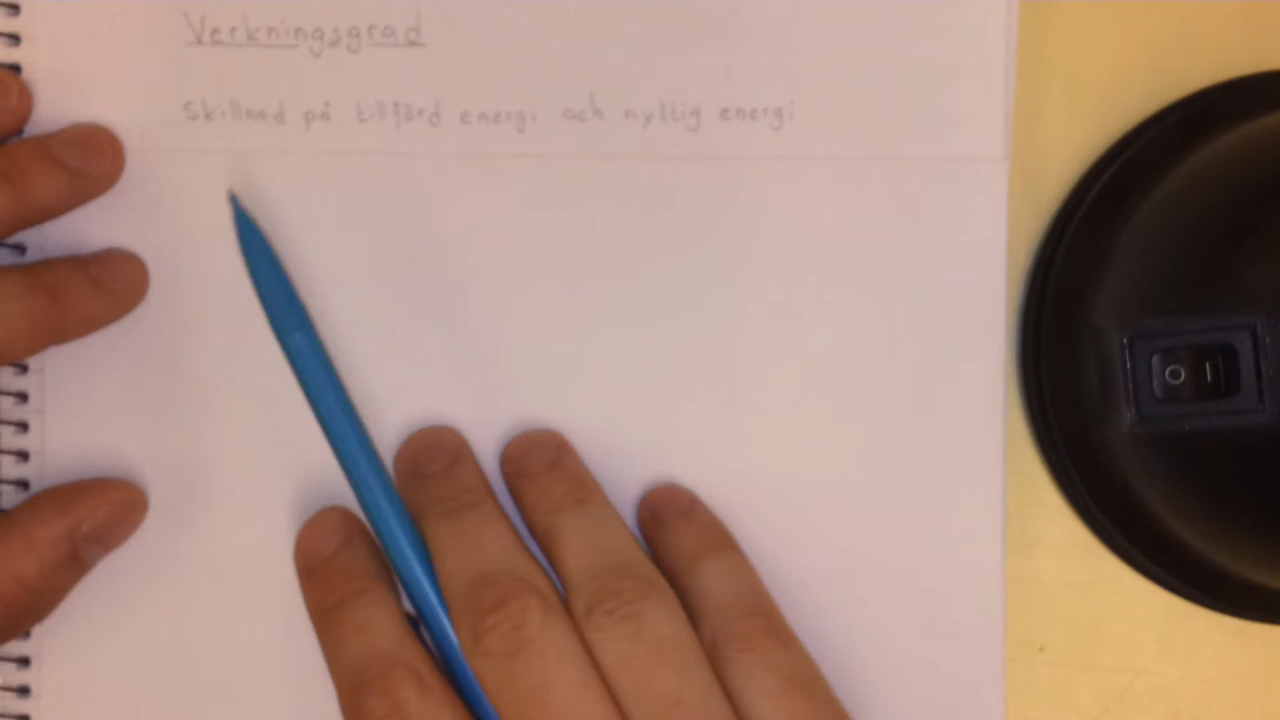 Verkningsgrad
Skillnad på tillförd energi och nyttig energi
O I